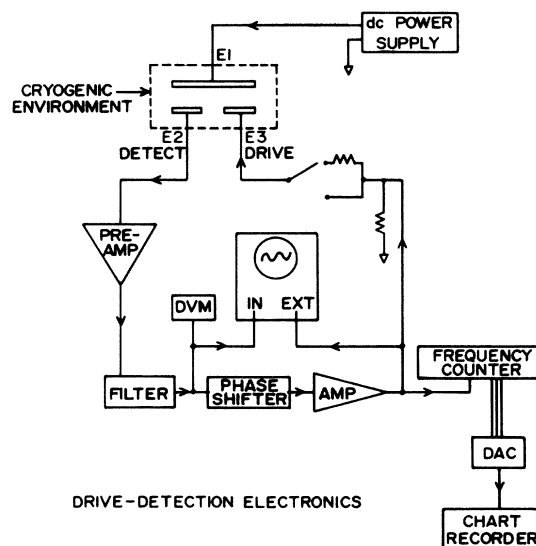 dc POWER
SUPPLY
E1
CRYOGENIC
ENVIRONMENT
E2
DETECT
E3
DRIVE
PRE-
AMP
DVM
IN
EXT
FILTER
PHASE
SHIFTER
AMP
FREQUENCY
COUNTER
DAC
CHART
RECORDER
DRIVE-DETECTION ELECTRONICS